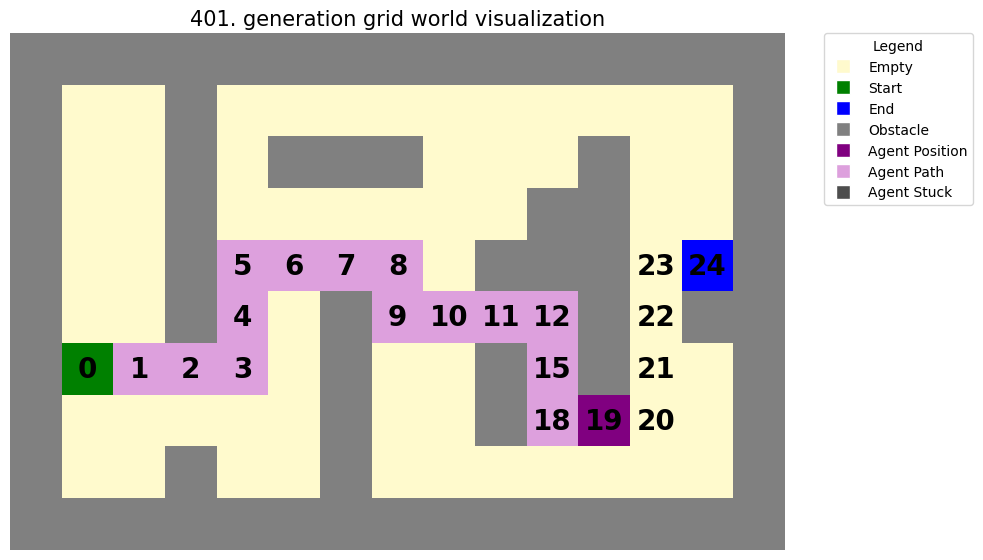 401. generation grid world visualization
Legend
Empty
Start
End
Obstacle
Agent Position
Agent Path
Agent Stuck
5 6 7 8 23 24
4 9 10 11 12 22
0 1 2 3 15 21
18 19 20